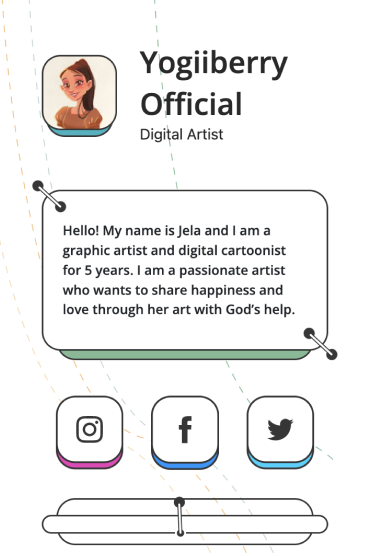 Yogiiberry
Official
Digital Artist
Hello! My name is Jela and I am a
graphic artist and digital cartoonist
for 5 years. I am a passionate artist
who wants to share happiness and
love through her art with God’s help.